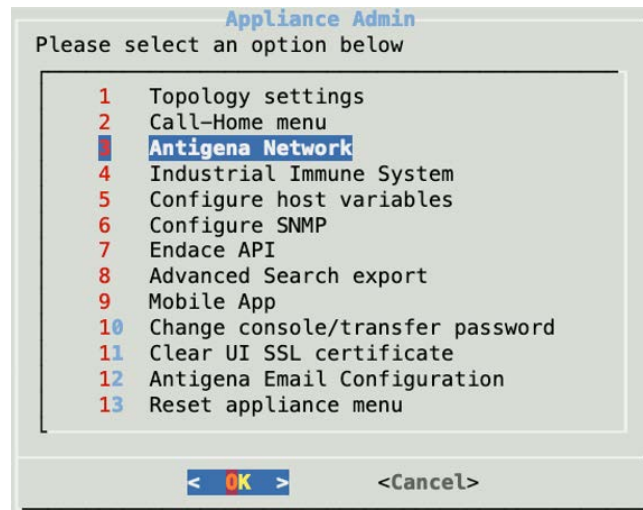 Appliance Admin
Please select an option below
1 Topology settings
2 Call-Home menu
3 Antigena Network
4 Industrial Immune System
5 Configure host variables
6 Configure SNMP
7 Endace API
8 Advanced Search export
9 Mobile App
10 Change console/transfer password
11 Clear UI SSL certificate
12 Antigena Email Configuration
13 Reset appliance menu
< OK > <Cancel>